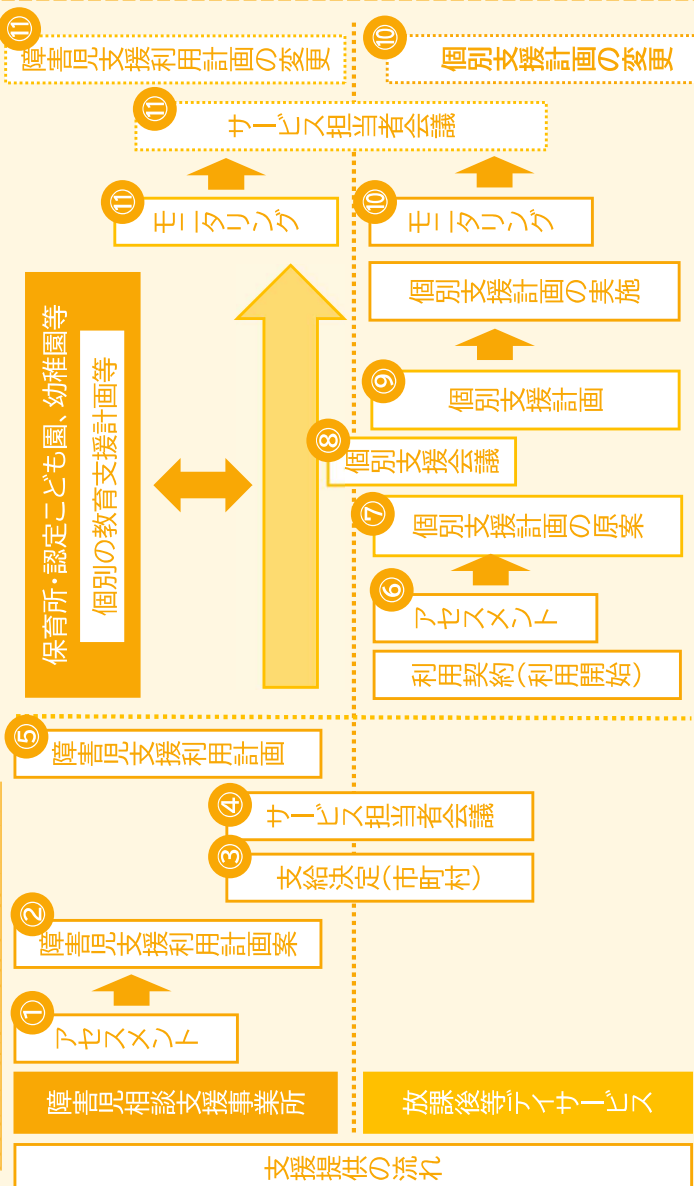 支援提供の流れ
障害児相談支援事業所
①
アセスメント
②
障害児支援利用計画案
③
支給決定(市町村)
④
サービス担当者会議
⑤
障害児支援利用計画
保育所・認定こども園、幼稚園等
個別の教育支援計画等
⑪
モニタリング
⑪
サービス担当者会議
⑪
障害児支援利用計画の変更
放課後等デイサービス
利用契約(利用開始)
⑥
アセスメント
⑦
個別支援計画の原案
⑧
個別支援会議
⑨
個別支援計画
個別支援計画の実施
⑩
モニタリング
⑩
個別支援計画の変更